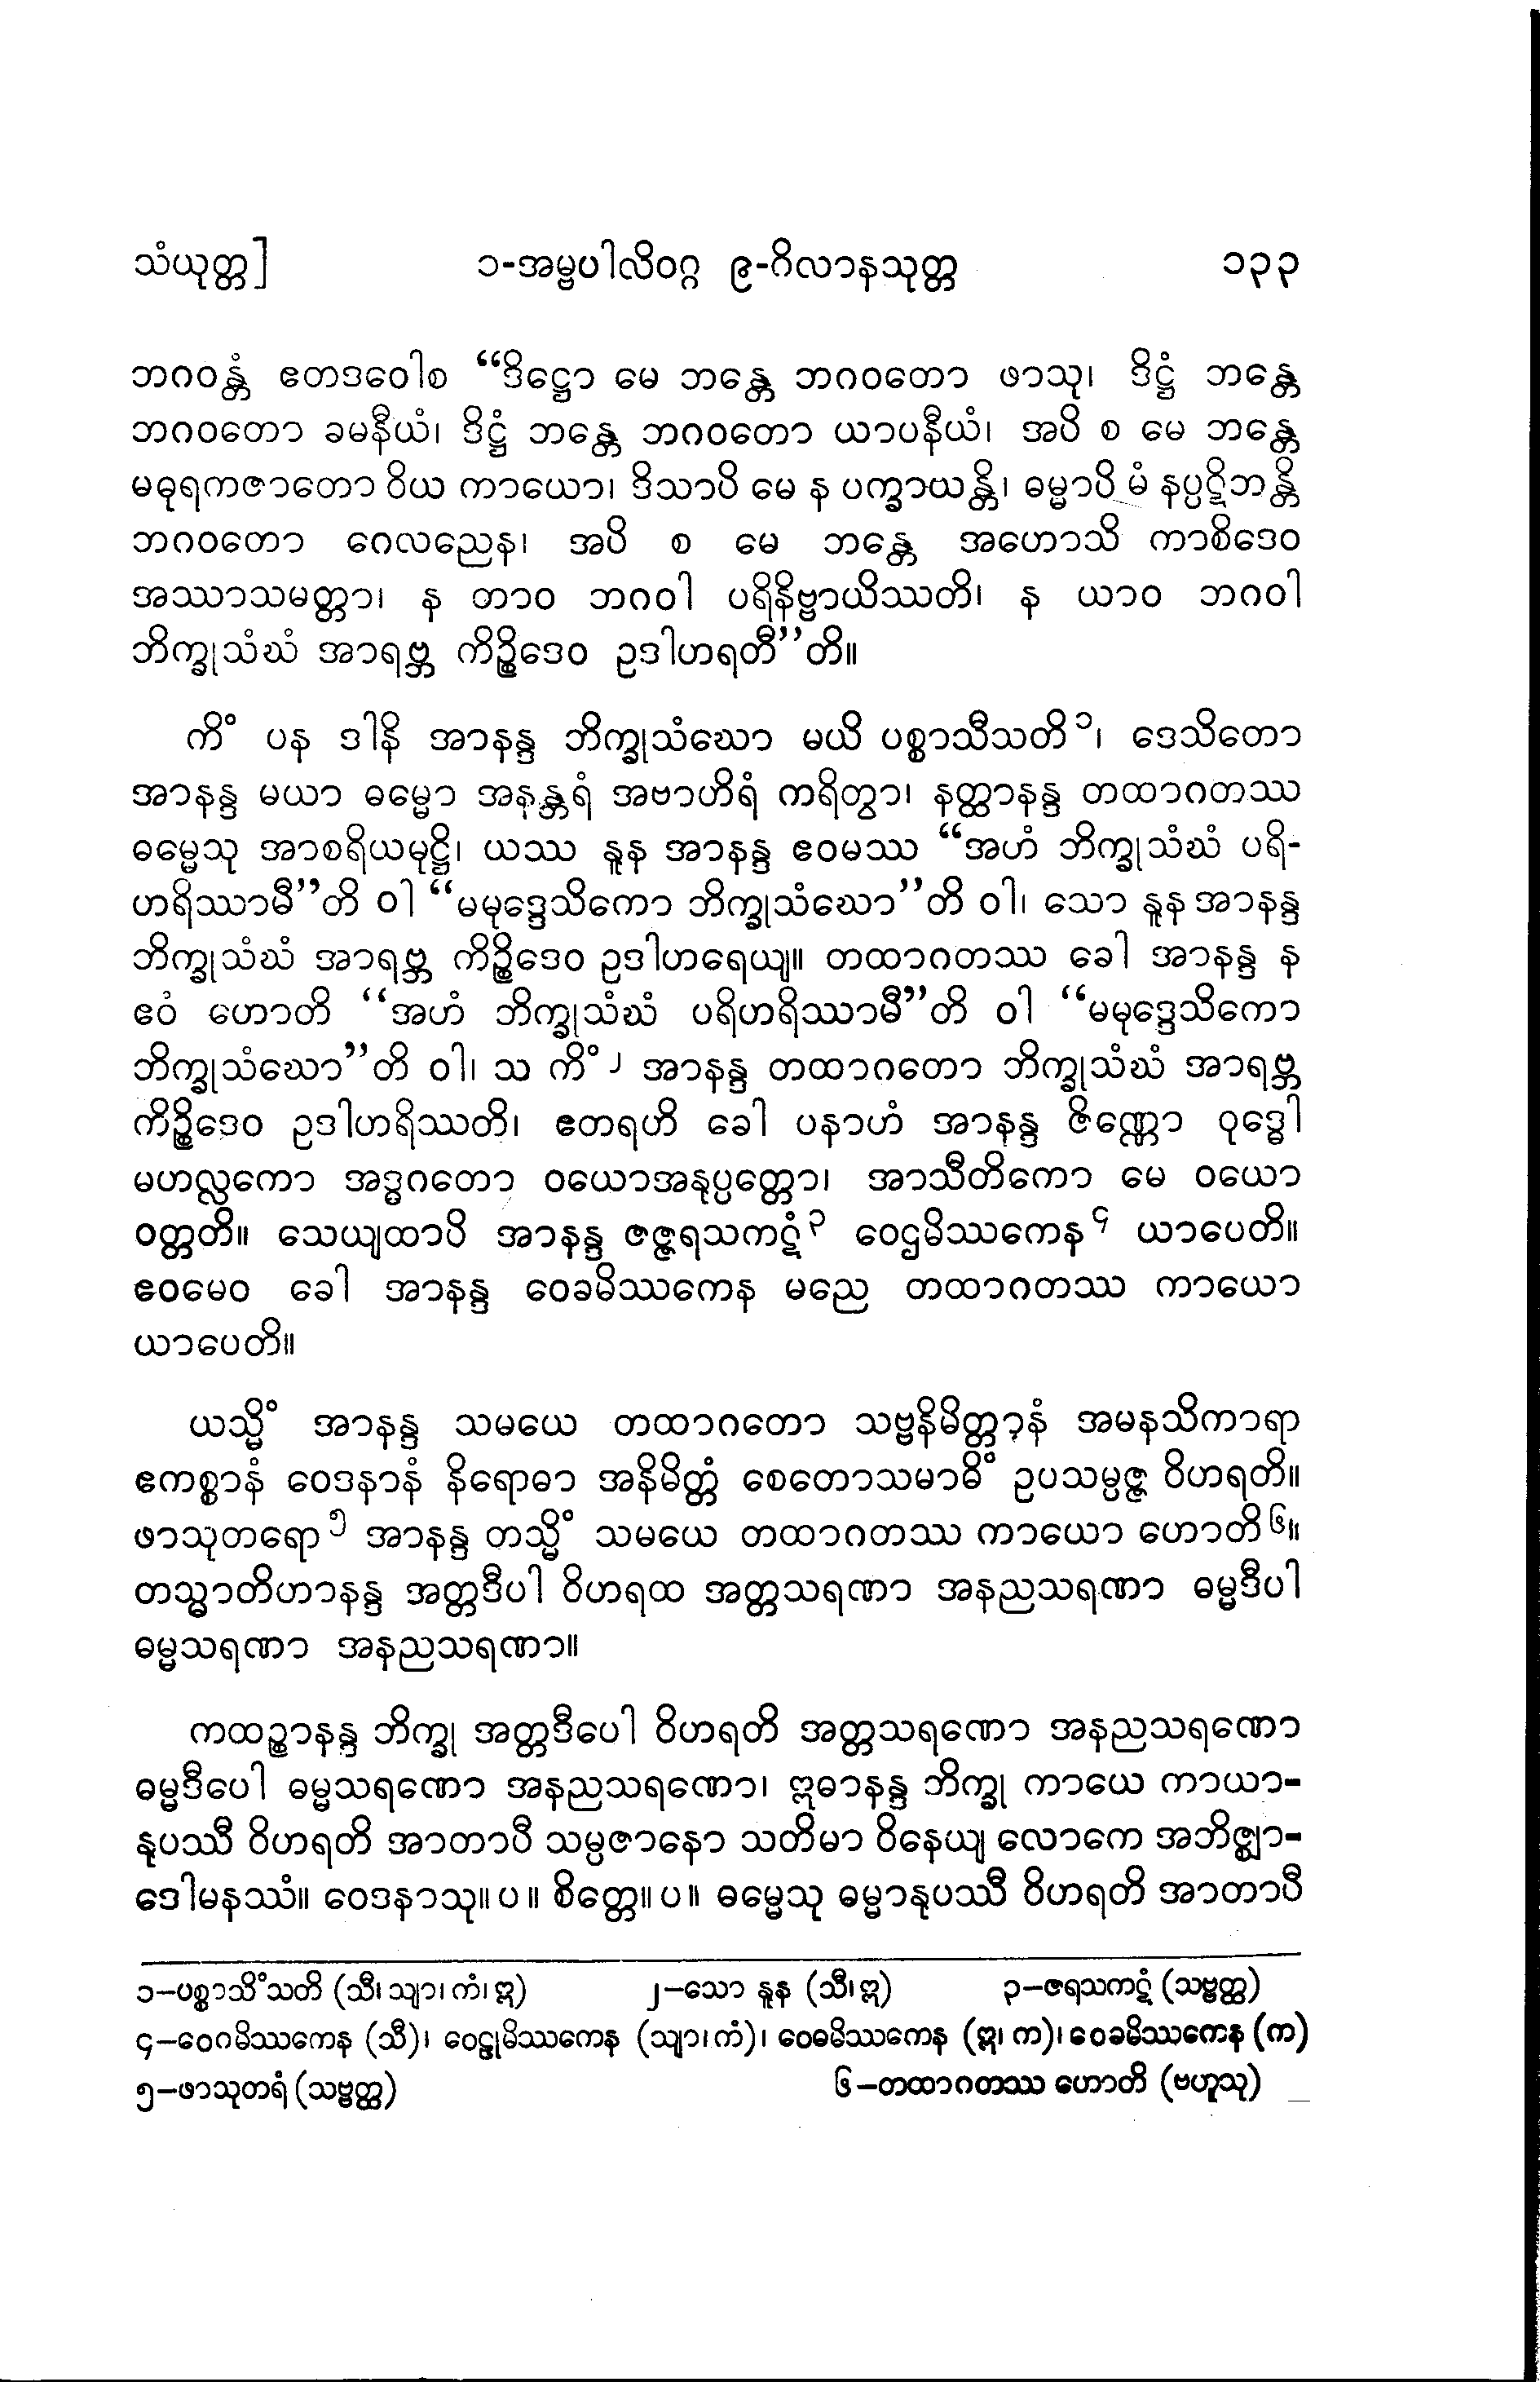 သံယုတ္တ] ၁-အမ္ဗပါလိဝဂ္ဂ ၉-ဂိလာနသုတ္တ ၁၃၃
ဘဂဝန္တံ ဧတဒဝေါစ “ဒိဋ္ဌော မေ ဘန္တေ ဘဂဝတော ဖာသု၊ ဒိဋ္ဌံ ဘန္တေ
ဘဂဝတော ခမနီယံ၊ ဒိဋ္ဌံ ဘန္တေ ဘဂဝတော ယာပနီယံ၊ အပိ စ မေ ဘန္တေ
မဓုရကဇာတော ဝိယ ကာယော၊ ဒိသာပိ မေ န ပက္ခာယန္တိ၊ ဓမ္မာပိ မံ နပ္ပဋိဘန္တိ
ဘဂဝတော ဂေလညေန၊ အပိ စ မေ ဘန္တေ အဟောသိ ကာစိဒေဝ
အဿာသမတ္တာ၊ န တာဝ ဘဂဝါ ပရိနိဗ္ဗာယိဿတိ၊ န ယာဝ ဘဂဝါ
ဘိက္ခုသံဃံ အာရဗ္ဘ ကိဉ္စိဒေဝ ဥဒါဟရတီ”တိ။
ကိံ ပန ဒါနိ အာနန္ဒ ဘိက္ခုသံဃော မယိ ပစ္စာသီသတိ၁၊ ဒေသိတော
အာနန္ဒ မယာ ဓမ္မော အနန္တရံ အဗာဟိရံ ကရိတွာ၊ နတ္ထာနန္ဒ တထာဂတဿ
ဓမ္မေသု အာစရိယမုဋ္ဌိ၊ ယဿ နူန အာနန္ဒ ဧဝမဿ “အဟံ ဘိက္ခုသံဃံ ပရိ-
ဟရိဿာမီ”တိ ဝါ “မမုဒ္ဒေသိကော ဘိက္ခုသံဃော”တိ ဝါ၊ သော နူန အာနန္ဒ
ဘိက္ခုသံဃံ အာရဗ္ဘ ကိဉ္စိဒေဝ ဥဒါဟရေယျ။ တထာဂတဿ ခေါ အာနန္ဒ န
ဧဝံ ဟောတိ “အဟံ ဘိက္ခုသံဃံ ပရိဟရိဿာမီ”တိ ဝါ “မမုဒ္ဒေသိကော
ဘိက္ခုသံဃော”တိ ဝါ၊ သ ကိံ၂ အာနန္ဒ တထာဂတော ဘိက္ခုသံဃံ အာရဗ္ဘ
ကိဉ္စိဒေဝ ဥဒါဟရိဿတိ၊ ဧတရဟိ ခေါ ပနာဟံ အာနန္ဒ ဇိဏ္ဏော ဝုဒ္ဓေါ
မဟလ္လကော အဒ္ဓဂတော ဝယောအနုပ္ပတ္တော၊ အာသီတိကော မေ ဝယော
ဝတ္တတိ။ သေယျထာပိ အာနန္ဒ ဇဇ္ဇရသကဋံ၃ ဝေဌမိဿကေန၄ ယာပေတိ။
ဧဝမေဝ ခေါ အာနန္ဒ ဝေခမိဿကေန မညေ တထာဂတဿ ကာယော
ယာပေတိ။
ယသ္မိံ အာနန္ဒ သမယေ တထာဂတော သဗ္ဗနိမိတ္တာနံ အမနသိကာရာ
ဧကစ္စာနံ ဝေဒနာနံ နိရောဓာ အနိမိတ္တံ စေတောသမာဓိံ ဥပသမ္ပဇ္ဇ ဝိဟရတိ။
ဖာသုတရော၅ အာနန္ဒ တသ္မိံ သမယေ တထာဂတဿ ကာယော ဟောတိ၆။
တသ္မာတိဟာနန္ဒ အတ္တဒီပါ ဝိဟရထ အတ္တသရဏာ အနညသရဏာ ဓမ္မဒီပါ
ဓမ္မသရဏာ အနညသရဏာ။
ကထဉ္စာနန္ဒ ဘိက္ခု အတ္တဒီပေါ ဝိဟရတိ အတ္တသရဏော အနညသရဏော
ဓမ္မဒီပေါ ဓမ္မသရဏော အနညသရဏော၊ ဣဓာနန္ဒ ဘိက္ခု ကာယေ ကာယာ-
နုပဿီ ဝိဟရတိ အာတာပီ သမ္ပဇာနော သတိမာ ဝိနေယျ လောကေ အဘိဇ္ဈာ-
ဒေါမနဿံ။ ဝေဒနာသု။ ပ ။ စိတ္တေ။ ပ ။ ဓမ္မေသု ဓမ္မာနုပဿီ ဝိဟရတိ အာတာပီ
၁–ပစ္စာသိံသတိ (သီ၊ သျာ၊ ကံ၊ ဣ) ၂–သော နူန (သီ၊ ဣ) ၃–ဇရသကဋံ (သဗ္ဗတ္ထ)
၄–ဝေဂမိဿကေန (သီ)၊ ဝေဋ္ဌုမိဿကေန (သျာ၊ ကံ)၊ ဝေဓမိဿကေန (ဣ၊ က)၊ ဝေခမိဿကေန (က)
၅–ဖာသုတရံ (သဗ္ဗတ္ထ) ၆–တထာဂတဿ ဟောတိ (ဗဟူသု)